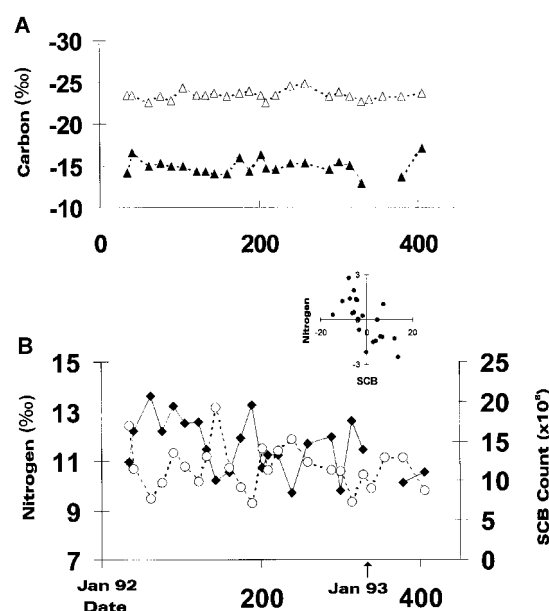 A
Carbon (‰)
-30
-25
-20
-15
-10
0 200 400
Nitrogen
3
-20 0 20
-3
SCB
B
Nitrogen (‰)
15
13
11
9
7
25
20
15
10
5
0
SCB Count (x10⁸)
Jan 92
Date
200
Jan 93
400